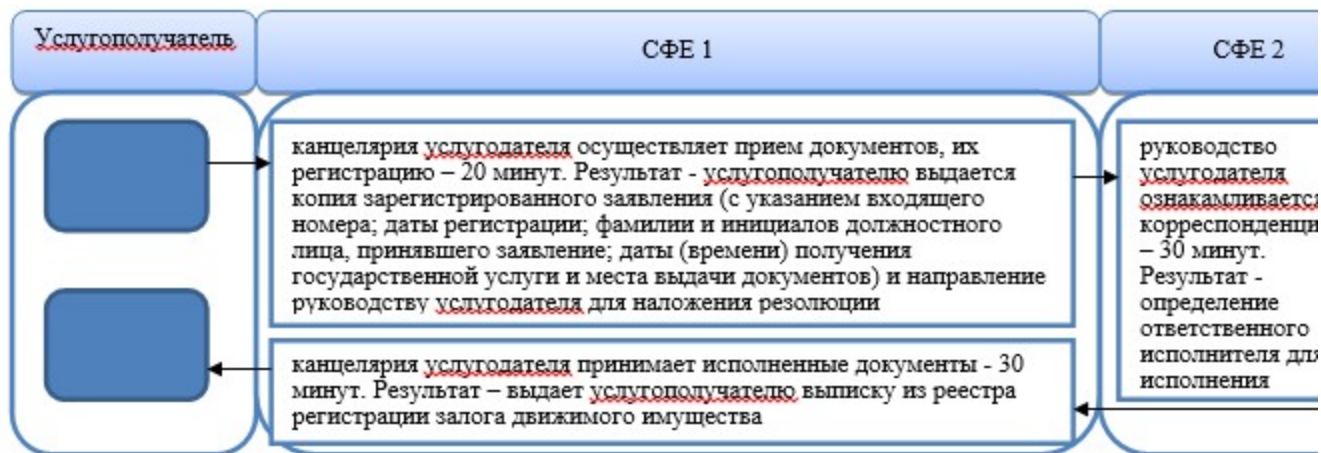 Услугополучатель
СФЕ 1
СФЕ 2
канцелярия услугодателя осуществляет прием документов, их
регистрацию – 20 минут. Результат - услугополучателю выдается
копия зарегистрированного заявления (с указанием входящего
номера; даты регистрации; фамилии и инициалов должностного
лица, принявшего заявление; даты (времени) получения
государственной услуги и места выдачи документов) и направление
руководству услугодателя для наложения резолюции
канцелярия услугодателя принимает исполненные документы - 30
минут. Результат – выдает услугополучателю выписку из реестра
регистрации залога движимого имущества
руководство
услугодателя
– 30 минут.
Результат -
определение
ответственного
исполнителя для
исполнения